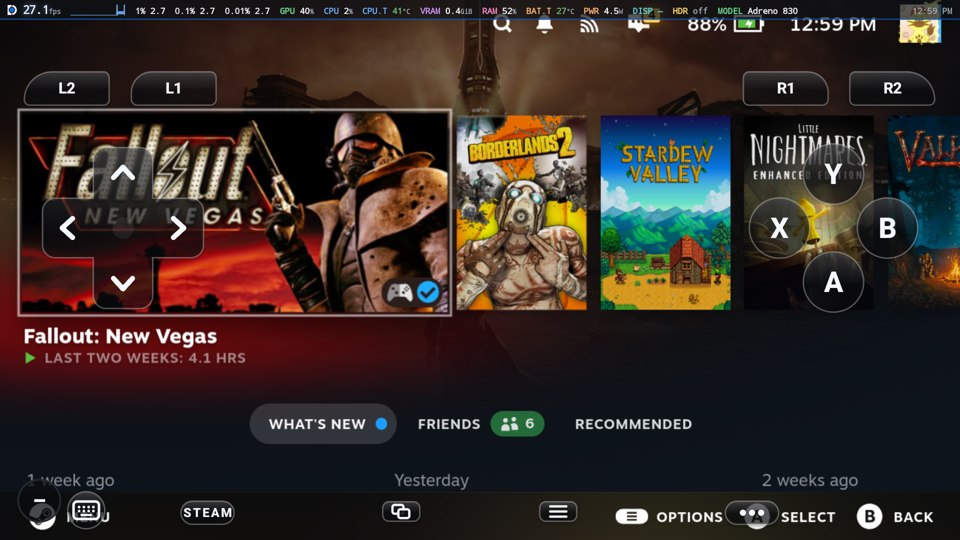 27.1fps 1% 2.7 0.1% 2.7 0.01% 2.7 GPU 40% CPU 2% CPU.T 41°C VRAM 0.4GiB RAM 52% BAT.T 27°C PWR 4.5W DISP — HDR off MODEL Adreno 830 12:59 PM
88% 12:59 PM
L2 L1 R1 R2
Fallout
NEW VEGAS
BORDERLANDS 2
STARDEW
VALLEY
LITTLE
NIGHTMARES
ENHANCED EDITION
Y
X B
A
Fallout: New Vegas
LAST TWO WEEKS: 4.1 HRS
WHAT'S NEW FRIENDS 6 RECOMMENDED
1 week ago Yesterday 2 weeks ago
STEAM OPTIONS A SELECT B BACK